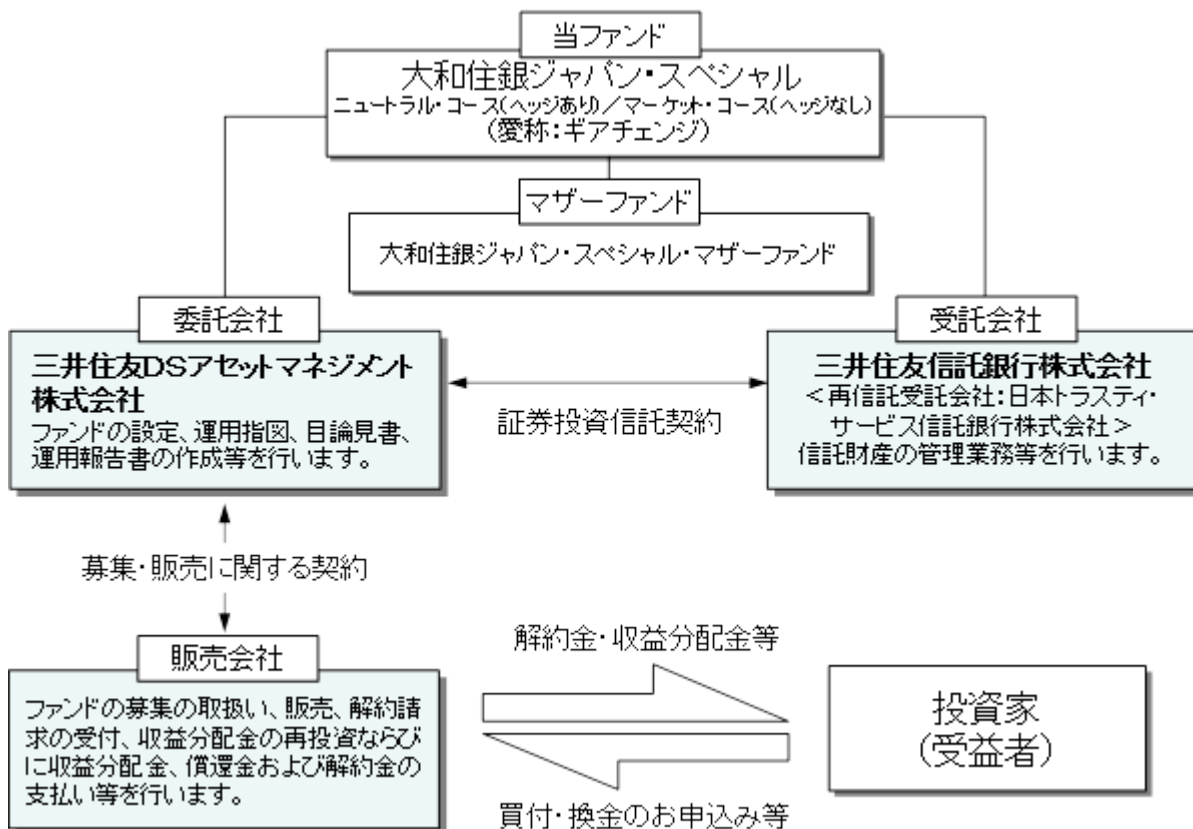 当ファンド
大和住銀ジャパン・スペシャル
ニュートラル・コース(ヘッジあり)/マーケット・コース(ヘッジなし)
(愛称:ギアチェンジ)
マザーファンド
大和住銀ジャパン・スペシャル・マザーファンド
委託会社
三井住友DSアセットマネジメント
株式会社
ファンドの設定、運用指図、目論見書、
運用報告書の作成等を行います。
証券投資信託契約
受託会社
三井住友信託銀行株式会社
<再信託受託会社:日本トラスティ・
サービス信託銀行株式会社>
信託財産の管理業務等を行います。
募集・販売に関する契約
販売会社
ファンドの募集の取扱い、販売、解約請
求の受付、収益分配金の再投資ならび
に収益分配金、償還金および解約金の
支払い等を行います。
解約金・収益分配金等
買付・換金のお申込み等
投資家
(受益者)